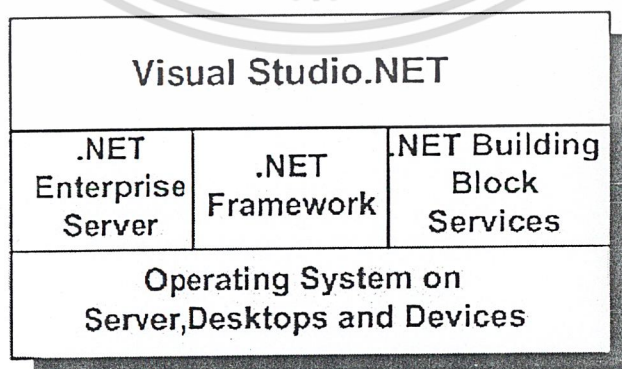 Visual Studio.NET
.NET
Enterprise
Server
.NET
Framework
.NET Building
Block
Services
Operating System on
Server,Desktops and Devices